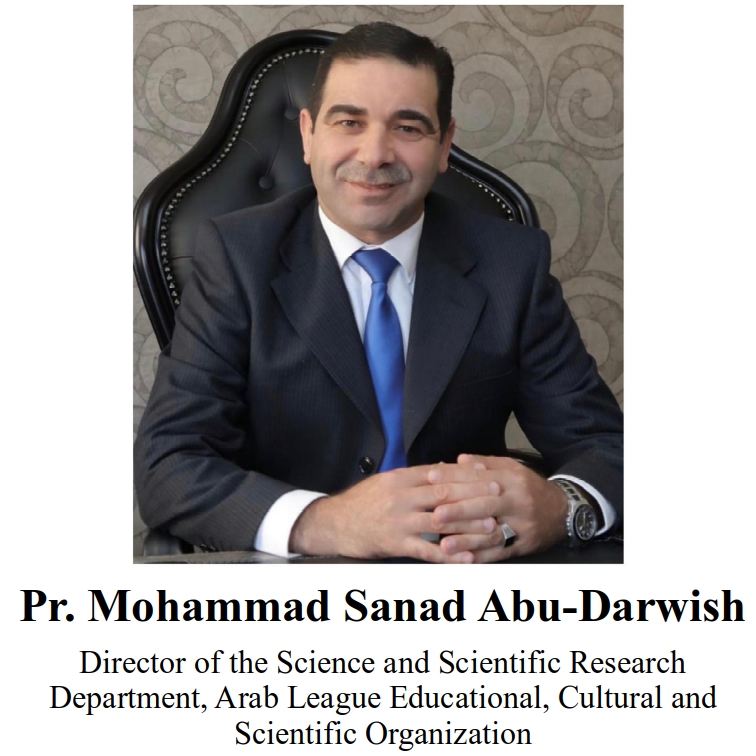 Pr. Mohammad Sanad Abu-Darwish
Director of the Science and Scientific Research
Department, Arab League Educational, Cultural and
Scientific Organization